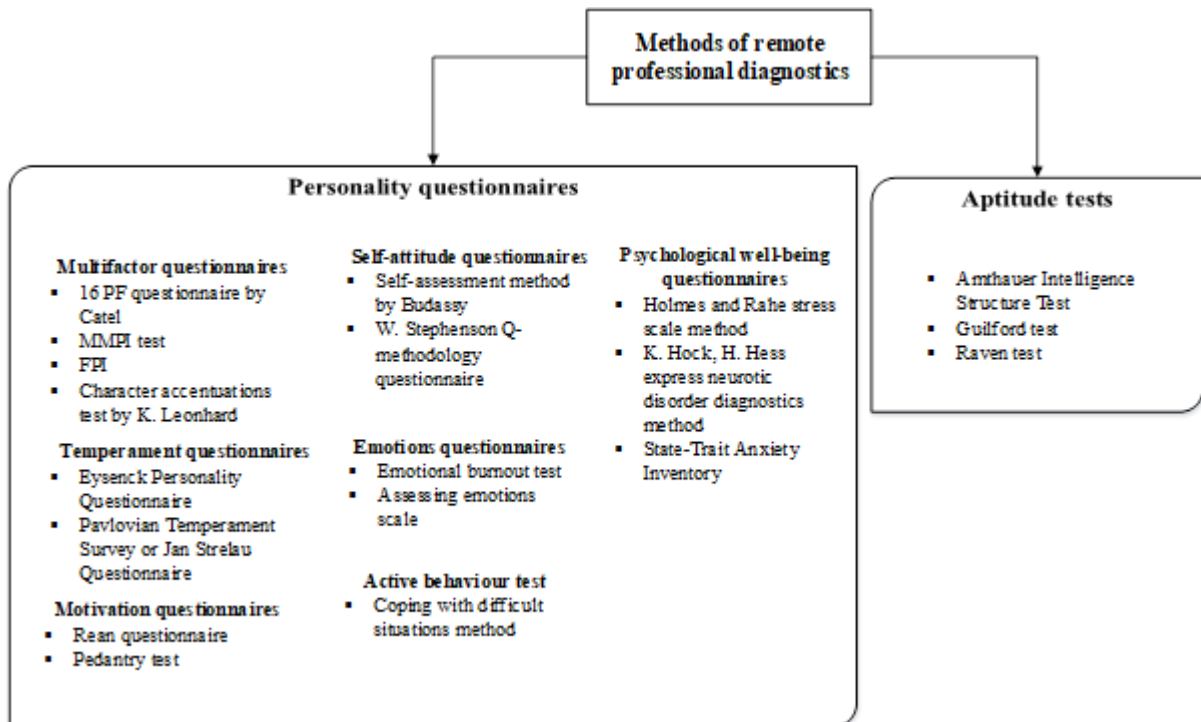 Methods of remote
professional diagnostics
Personality questionnaires
Multifactor questionnaires
▪ 16 PF questionnaire by
Catel
▪ MMPI test
▪ FPI
▪ Character accentuations
test by K. Leonhard
Temperament questionnaires
▪ Eysenck Personality
Questionnaire
▪ Pavlovian Temperament
Survey or Jan Strelau
Questionnaire
Motivation questionnaires
▪ Rean questionnaire
▪ Pedantry test
Self-attitude questionnaires
▪ Self-assessment method
by Budassy
▪ W. Stephenson Q-
methodology
questionnaire
Emotions questionnaires
▪ Emotional burnout test
▪ Assessing emotions
scale
Active behaviour test
▪ Coping with difficult
situations method
Psychological well-being
questionnaires
▪ Holmes and Rahe stress
scale method
▪ K. Hock, H. Hess
express neurotic
disorder diagnostics
method
▪ State-Trait Anxiety
Inventory
Aptitude tests
▪ Amthauer Intelligence
Structure Test
▪ Guilford test
▪ Raven test